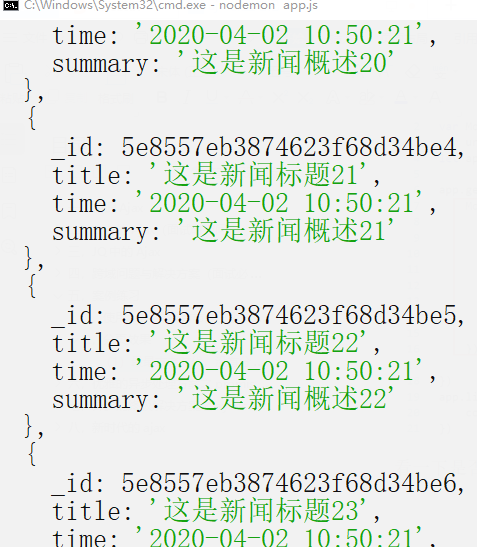 C:\Windows\System32\cmd.exe - nodemon app.js
time: '2020-04-02 10:50:21',
summary: '这是新闻概述20'
},
{
_id: 5e8557eb3874623f68d34be4,
title: '这是新闻标题21',
time: '2020-04-02 10:50:21',
summary: '这是新闻概述21'
},
{
_id: 5e8557eb3874623f68d34be5,
title: '这是新闻标题22',
time: '2020-04-02 10:50:21',
summary: '这是新闻概述22'
},
{
_id: 5e8557eb3874623f68d34be6,
title: '这是新闻标题23',
time: '2020-04-02 10:50:21',